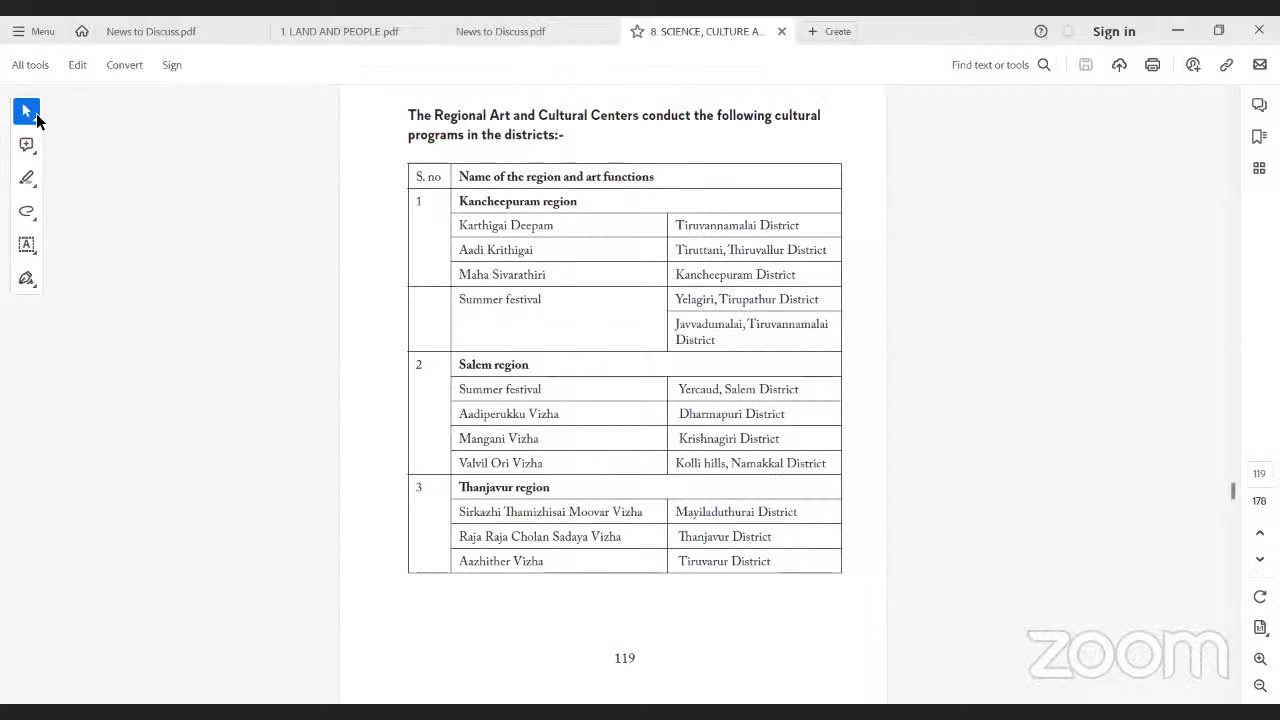 Menu News to Discuss.pdf 1. LAND AND PEOPLE.pdf News to Discuss.pdf 8. SCIENCE, CULTURE A... Create Sign in
All tools Edit Convert Sign Find text or tools
The Regional Art and Cultural Centers conduct the following cultural
programs in the districts:-
S. no Name of the region and art functions
1 Kancheepuram region
Karthigai Deepam Tiruvannamalai District
Aadi Krithigai Tiruttani, Thiruvallur District
Maha Sivarathiri Kancheepuram District
Summer festival Yelagiri, Tirupathur District
Javvadumalai, Tiruvannamalai
District
2 Salem region
Summer festival Yercaud, Salem District
Aadiperukku Vizha Dharmapuri District
Mangani Vizha Krishnagiri District
Valvil Ori Vizha Kolli hills, Namakkal District
3 Thanjavur region
Sirkazhi Thamizhisai Moovar Vizha Mayiladuthurai District
Raja Raja Cholan Sadaya Vizha Thanjavur District
Aazhither Vizha Tiruvarur District
119
119
178
zoom